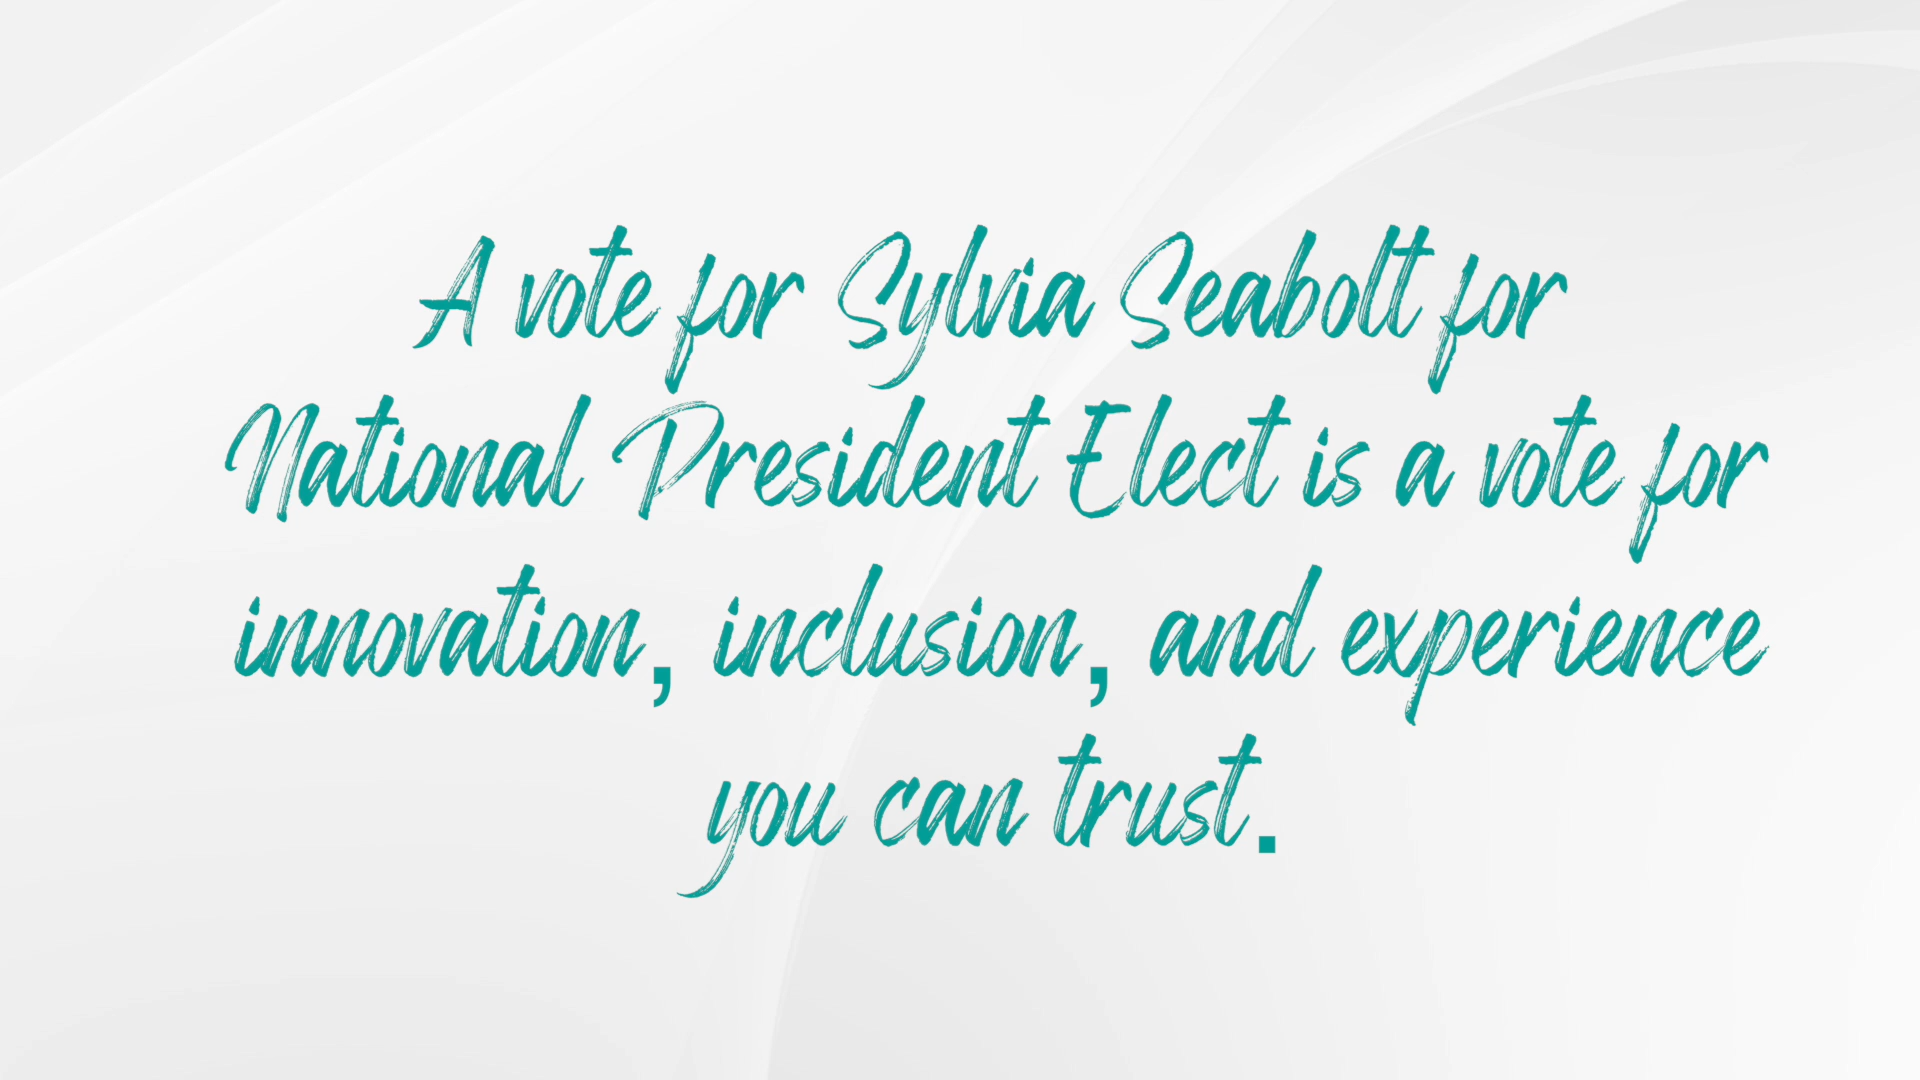 A vote for Sylvia Seabolt for
National President Elect is a vote for
innovation, inclusion, and experience
you can trust.